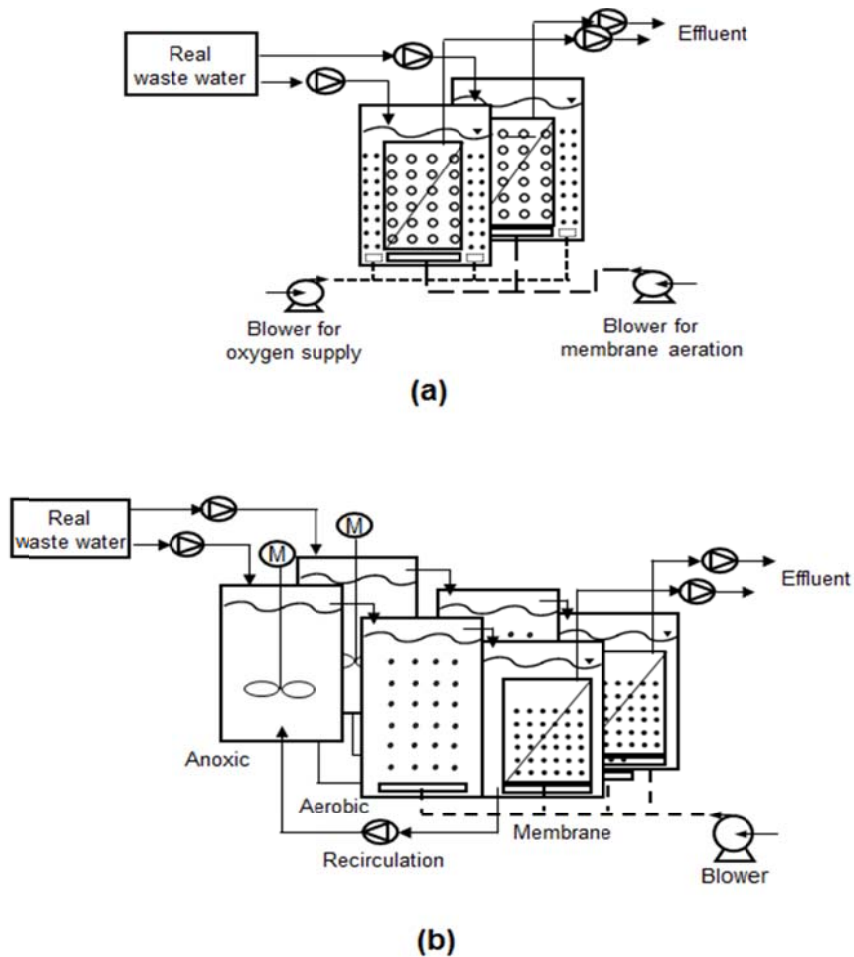 Real
waste water
Effluent
Blower for
oxygen supply
Blower for
membrane aeration
(a)
Real
waste water
M
M
Effluent
Anoxic
Aerobic
Membrane
Recirculation
Blower
(b)